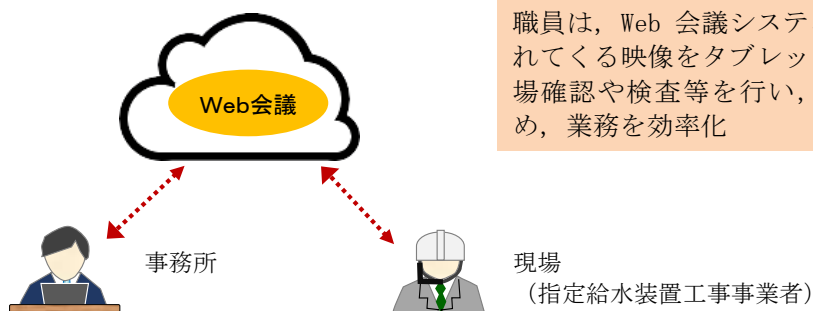 職員は，Web 会議システ
れてくる映像をタブレッ
場確認や検査等を行い，
め，業務を効率化
Web会議
事務所
現場
（指定給水装置工事事業者）